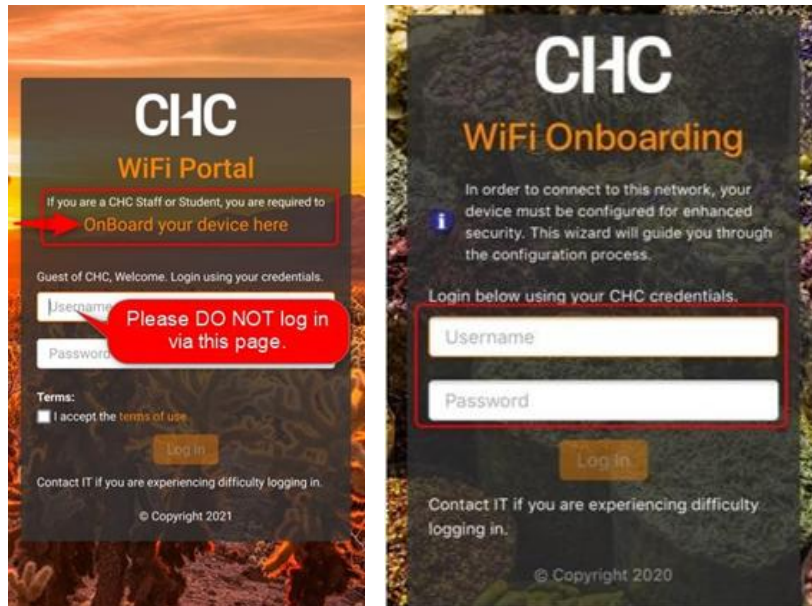 CHC
WiFi Portal
If you are a CHC Staff or Student, you are required to
OnBoard your device here
Guest of CHC, Welcome. Login using your credentials.
Username
Please DO NOT log in
via this page.
Password
Terms:
I accept the terms of use
Log In
Contact IT if you are experiencing difficulty logging in.
© Copyright 2021
CHC
WiFi Onboarding
In order to connect to this network, your
device must be configured for enhanced
security. This wizard will guide you through
the configuration process.
Login below using your CHC credentials.
Username
Password
Log In
Contact IT if you are experiencing difficulty
logging in.
© Copyright 2020